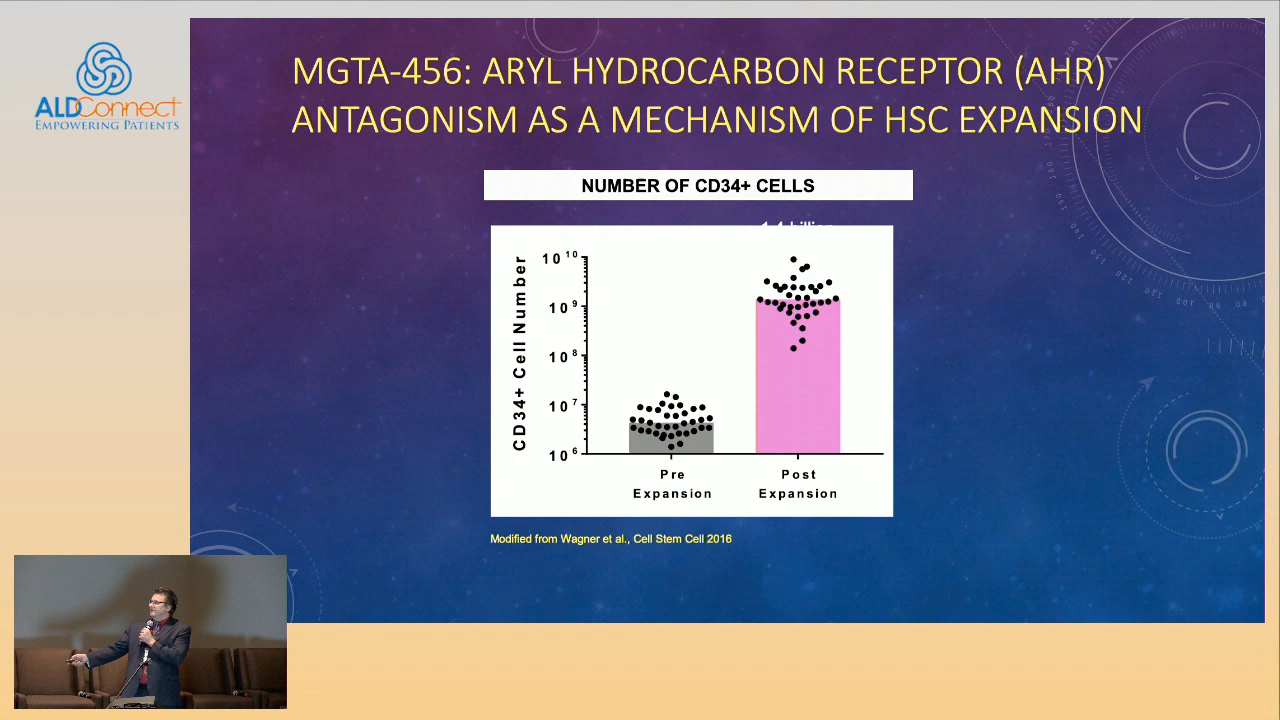 ALDConnect
EMPOWERING PATIENTS
MGTA-456: ARYL HYDROCARBON RECEPTOR (AHR)
ANTAGONISM AS A MECHANISM OF HSC EXPANSION
NUMBER OF CD34+ CELLS
CD34+ Cell Number
10^10
10^9
10^8
10^7
10^6
Pre
Expansion
Post
Expansion
Modified from Wagner et al., Cell Stem Cell 2016